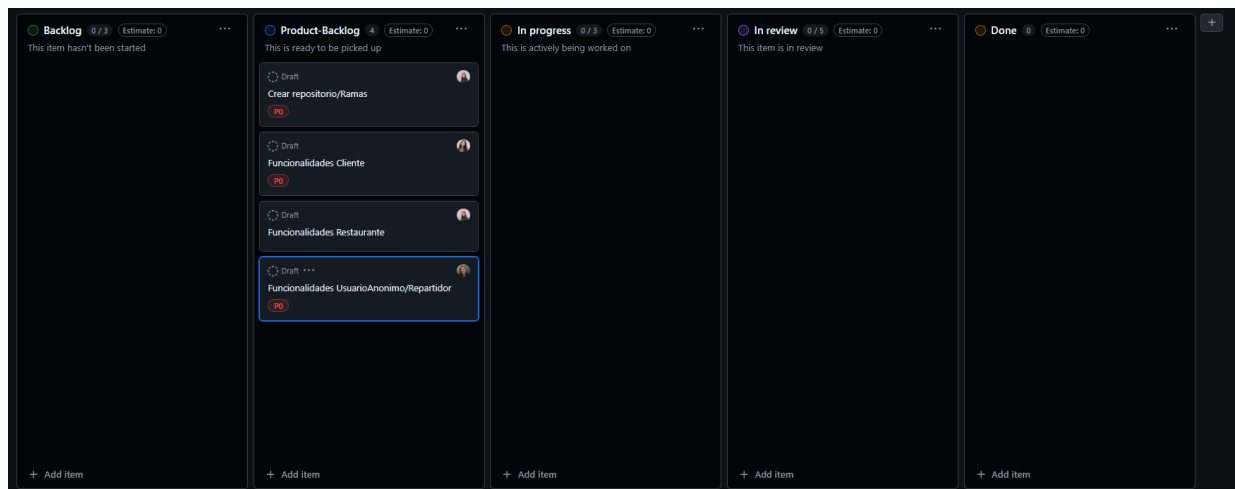 Backlog 0 / 3 Estimate: 0 ...
This item hasn't been started
+ Add item
Product-Backlog 4 Estimate: 0 ...
This is ready to be picked up
Draft
Crear repositorio/Ramas
P0
Draft
Funcionalidades Cliente
P0
Draft
Funcionalidades Restaurante
Draft ...
Funcionalidades UsuarioAnonimo/Repartidor
P0
+ Add item
In progress 0 / 3 Estimate: 0 ...
This is actively being worked on
+ Add item
In review 0 / 5 Estimate: 0 ...
This item is in review
+ Add item
Done 0 Estimate: 0 ...
+ Add item
+